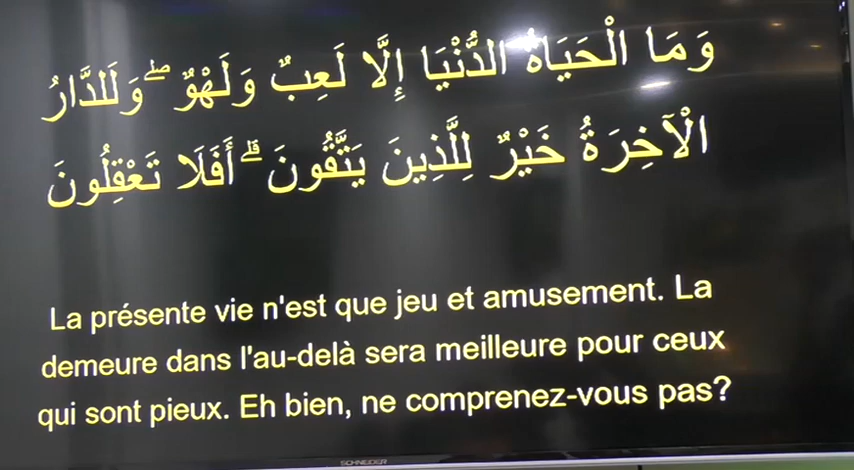 وَمَا الْحَيَاةُ الدُّنْيَا إِلَّا لَعِبٌ وَلَهْوٌ ۖ وَلَلدَّارُ
الْآخِرَةُ خَيْرٌ لِلَّذِينَ يَتَّقُونَ ۗ أَفَلَا تَعْقِلُونَ
La présente vie n'est que jeu et amusement. La
demeure dans l'au-delà sera meilleure pour ceux
qui sont pieux. Eh bien, ne comprenez-vous pas?
SCHNEIDER